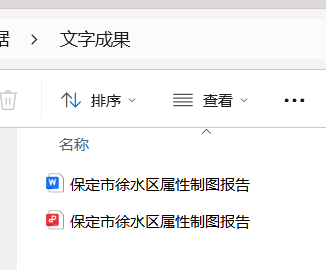 据 > 文字成果
排序 查看 •••
名称
保定市徐水区属性制图报告
保定市徐水区属性制图报告